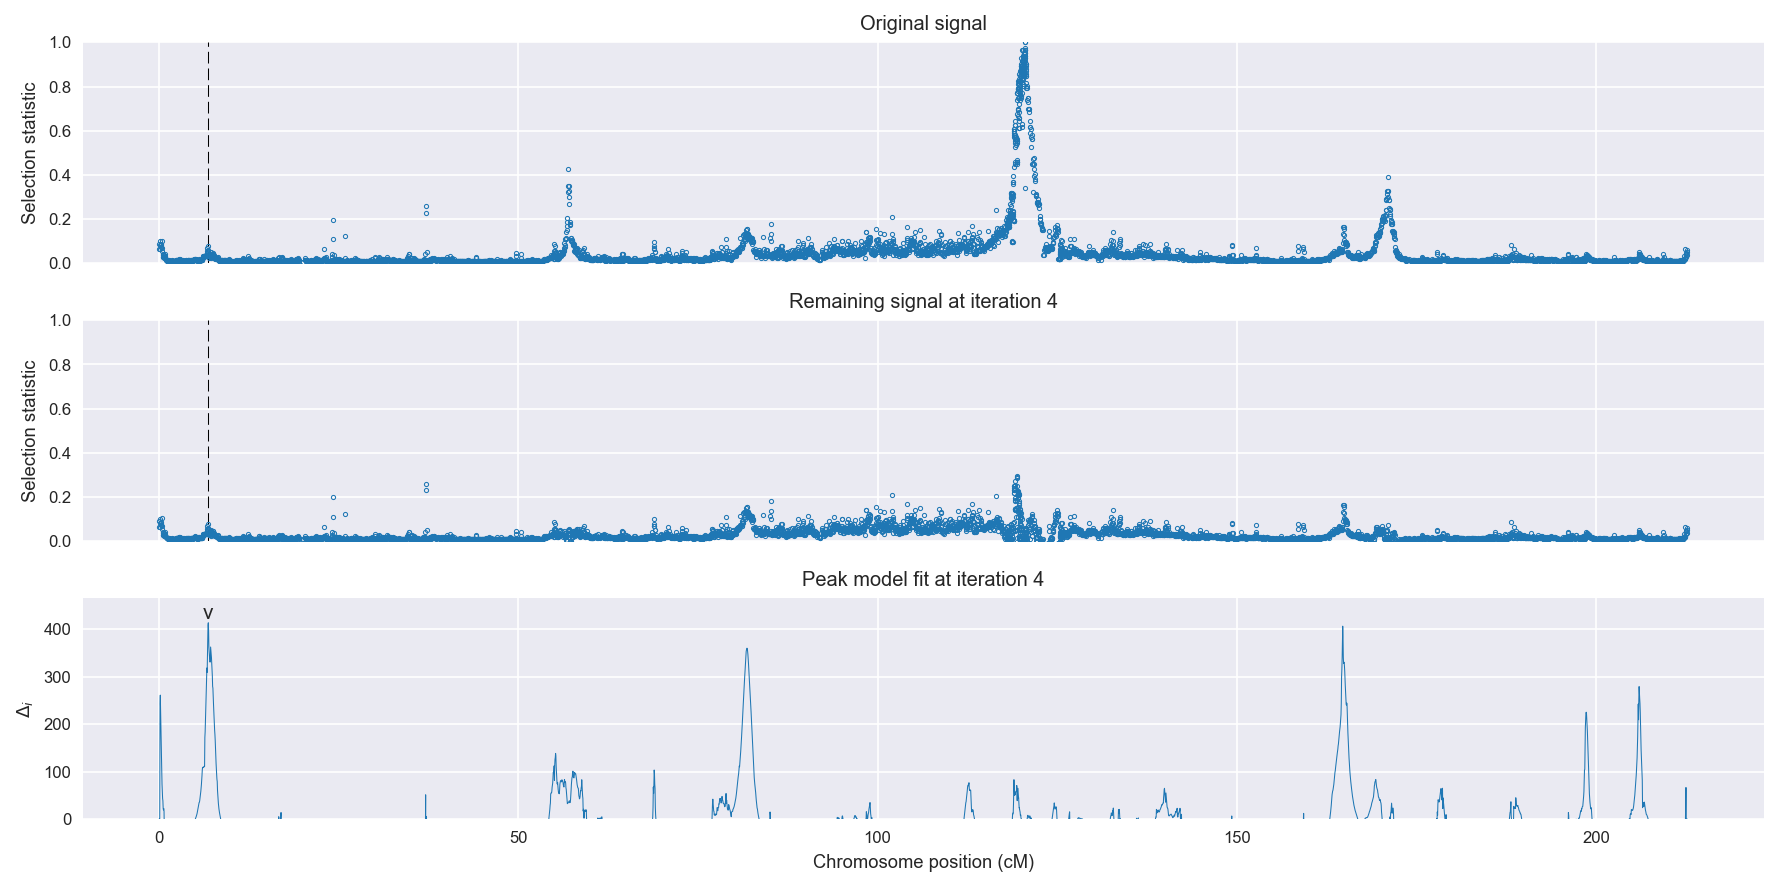 Original signal
1.0
0.8
0.6
0.4
0.2
0.0
Selection statistic
Remaining signal at iteration 4
1.0
0.8
0.6
0.4
0.2
0.0
Selection statistic
Peak model fit at iteration 4
v
400
300
200
100
0
Δi
0 50 100 150 200
Chromosome position (cM)